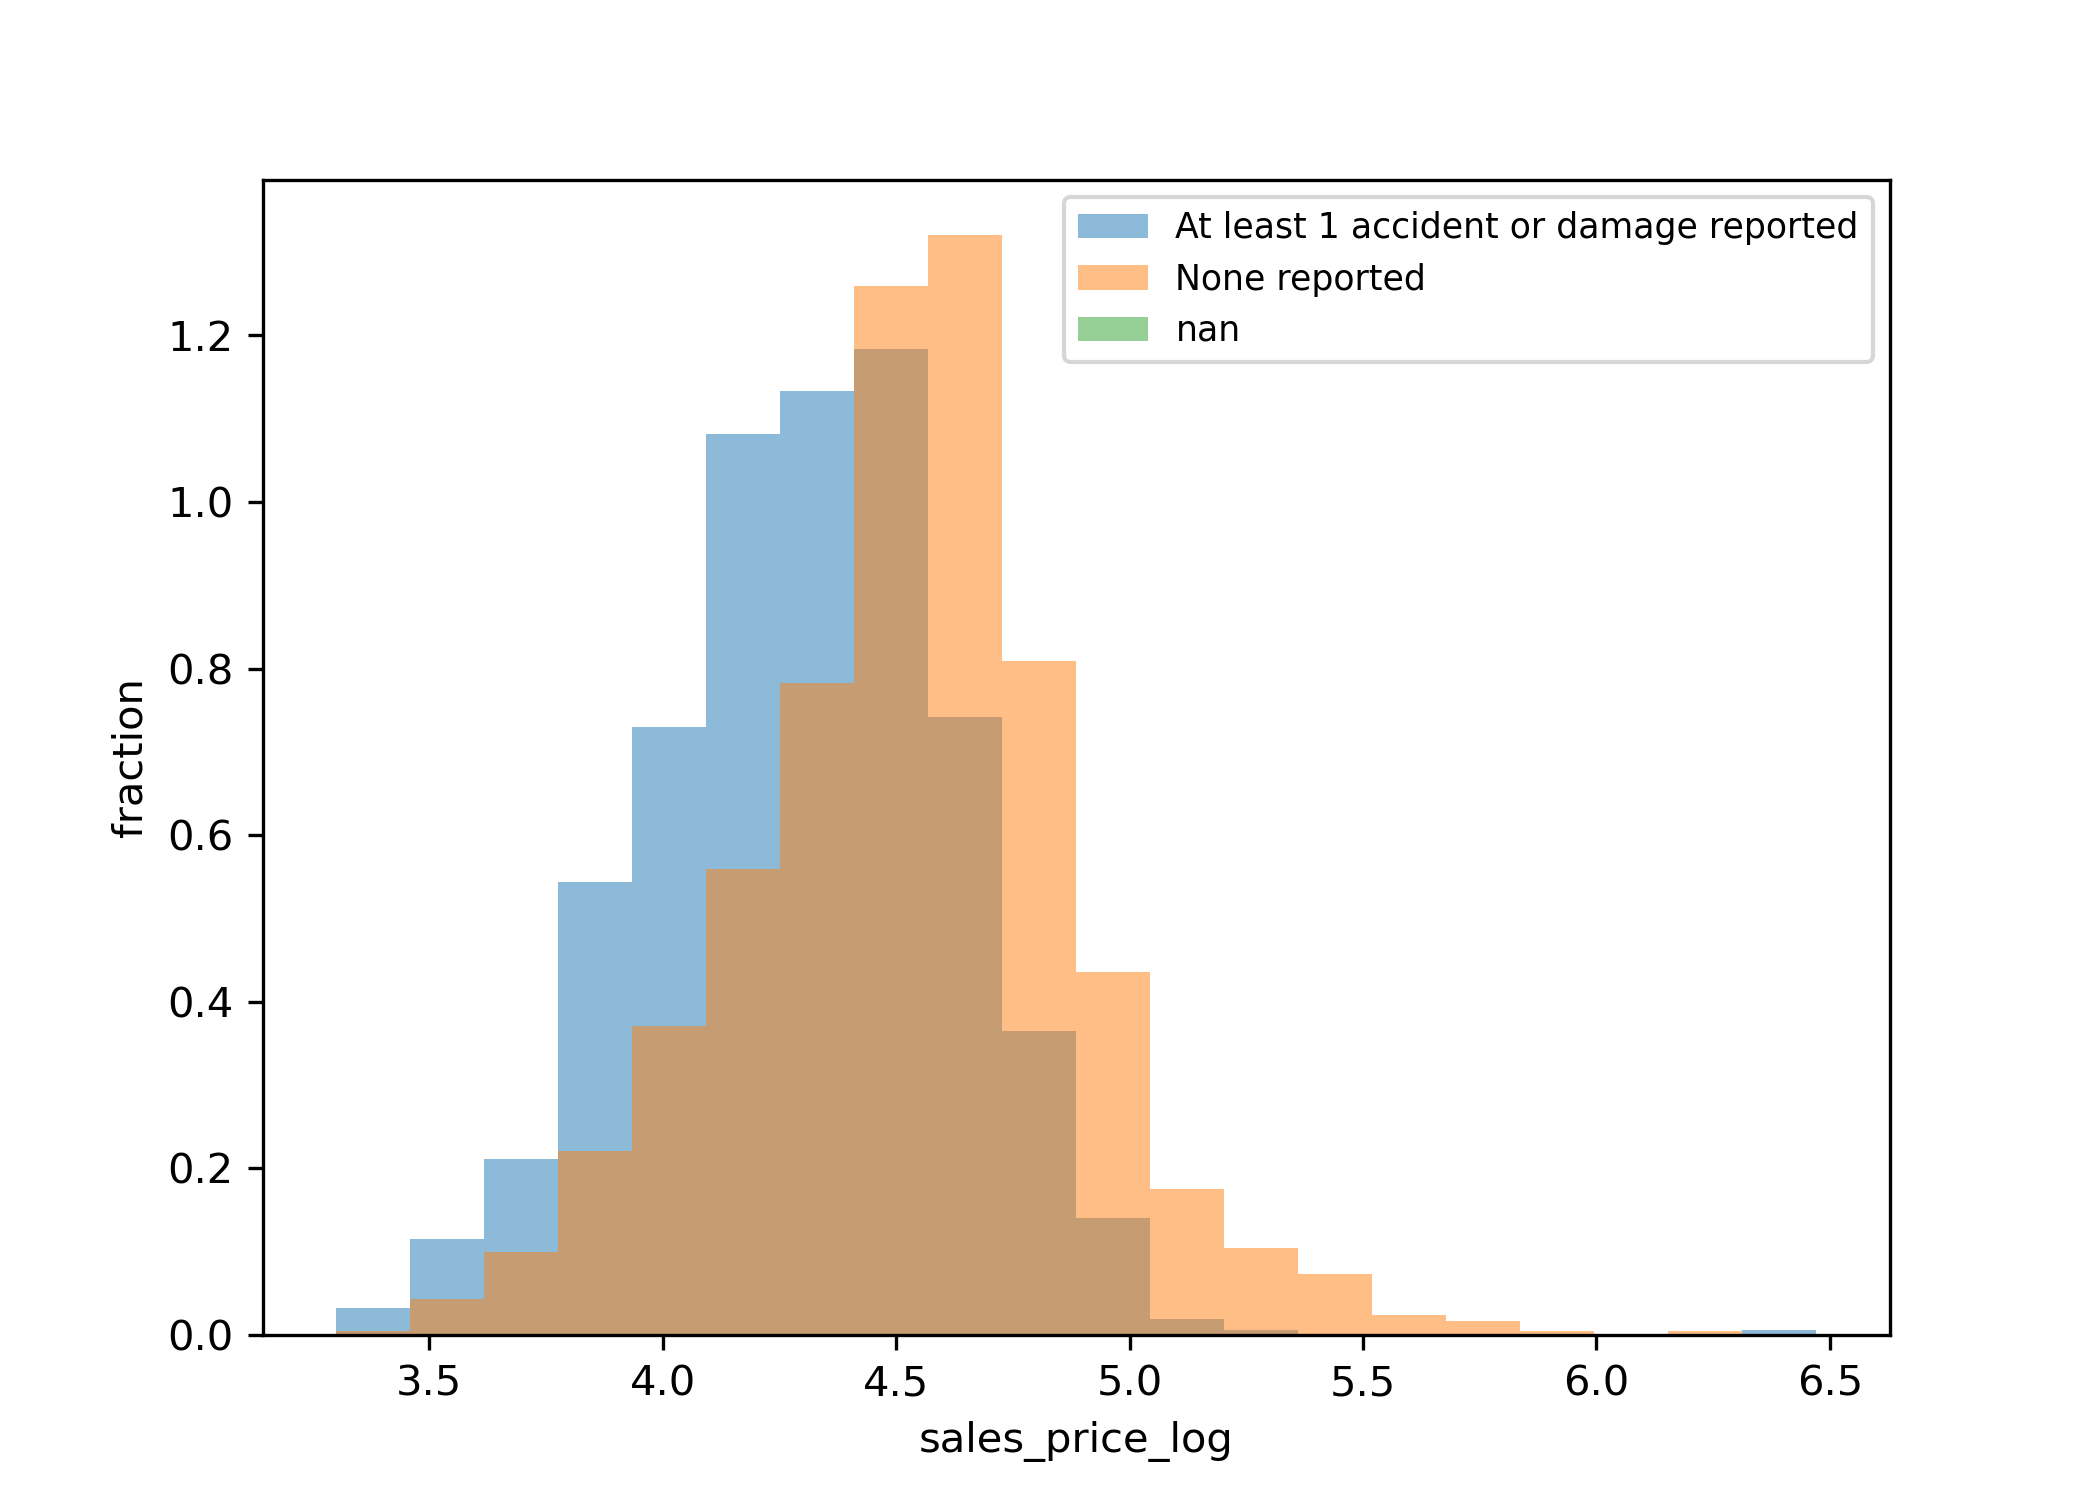 At least 1 accident or damage reported
None reported
nan
1.2
1.0
0.8
0.6
0.4
0.2
0.0
fraction
3.5 4.0 4.5 5.0 5.5 6.0 6.5
sales_price_log